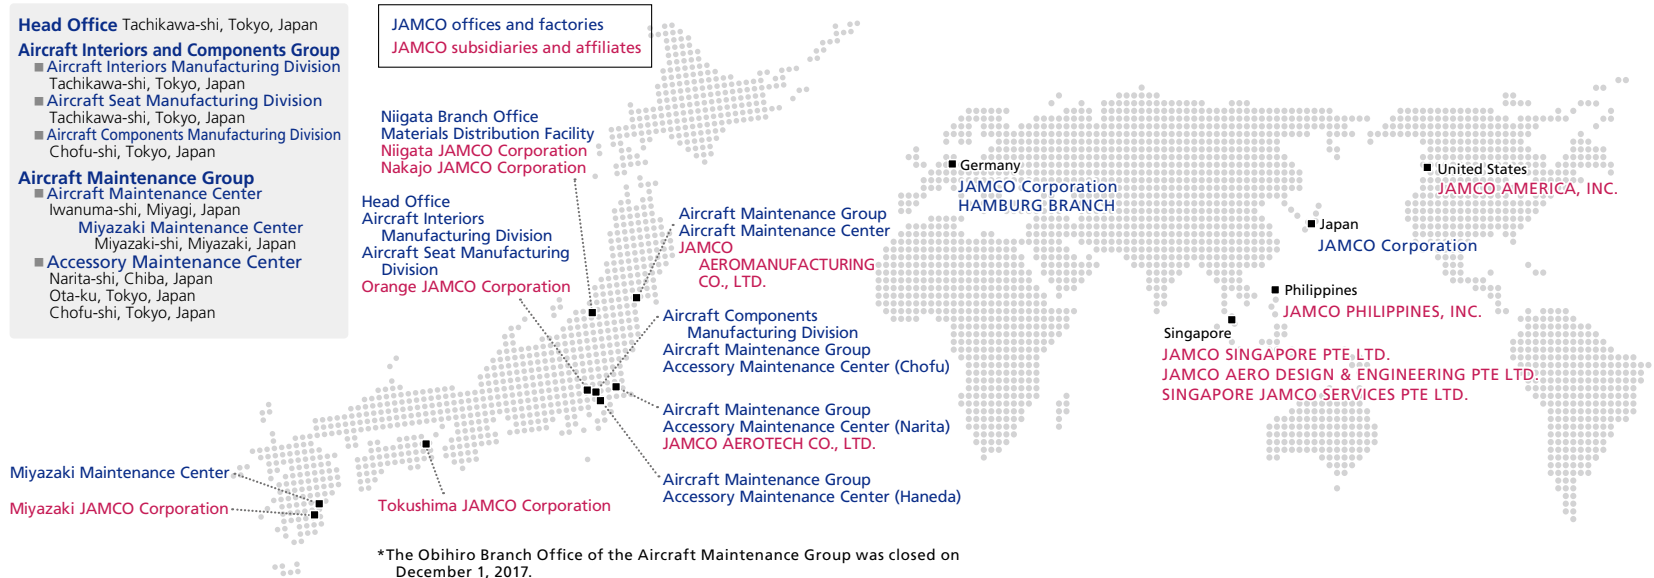 Head Office Tachikawa-shi, Tokyo, Japan
Aircraft Interiors and Components Group
■ Aircraft Interiors Manufacturing Division
Tachikawa-shi, Tokyo, Japan
■ Aircraft Seat Manufacturing Division
Tachikawa-shi, Tokyo, Japan
■ Aircraft Components Manufacturing Division
Chofu-shi, Tokyo, Japan
Aircraft Maintenance Group
■ Aircraft Maintenance Center
Iwanuma-shi, Miyagi, Japan
Miyazaki Maintenance Center
Miyazaki-shi, Miyazaki, Japan
■ Accessory Maintenance Center
Narita-shi, Chiba, Japan
Ota-ku, Tokyo, Japan
Chofu-shi, Tokyo, Japan
JAMCO offices and factories
JAMCO subsidiaries and affiliates
Niigata Branch Office
Materials Distribution Facility
Niigata JAMCO Corporation
Nakajo JAMCO Corporation
Head Office
Aircraft Interiors
Manufacturing Division
Aircraft Seat Manufacturing
Division
Orange JAMCO Corporation
Aircraft Maintenance Group
Aircraft Maintenance Center
JAMCO
AEROMANUFACTURING
CO., LTD.
Aircraft Components
Manufacturing Division
Aircraft Maintenance Group
Accessory Maintenance Center (Chofu)
Aircraft Maintenance Group
Accessory Maintenance Center (Narita)
JAMCO AEROTECH CO., LTD.
Aircraft Maintenance Group
Accessory Maintenance Center (Haneda)
Miyazaki Maintenance Center
Miyazaki JAMCO Corporation
Tokushima JAMCO Corporation
*The Obihiro Branch Office of the Aircraft Maintenance Group was closed on
December 1, 2017.
Germany
JAMCO Corporation
HAMBURG BRANCH
United States
JAMCO AMERICA, INC.
Japan
JAMCO Corporation
Philippines
JAMCO PHILIPPINES, INC.
Singapore
JAMCO SINGAPORE PTE LTD.
JAMCO AERO DESIGN & ENGINEERING PTE LTD.
SINGAPORE JAMCO SERVICES PTE LTD.